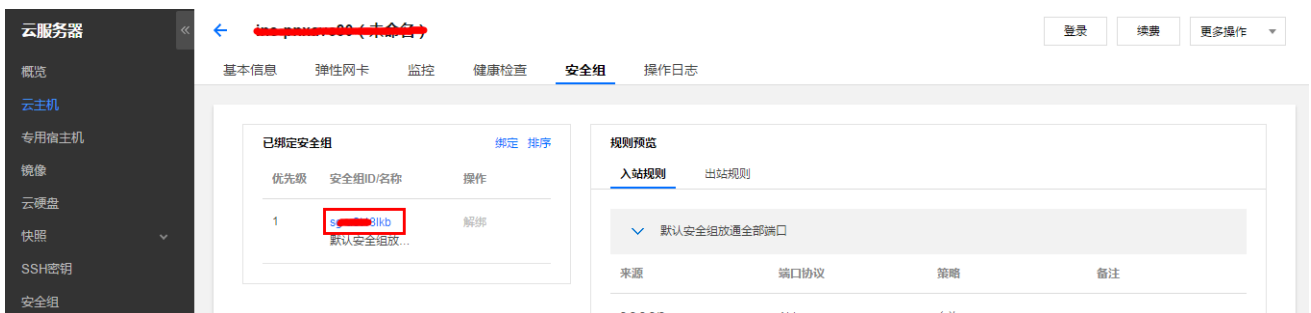 云服务器
概览
云主机
专用宿主机
镜像
云硬盘
快照
SSH密钥
安全组
登录 续费 更多操作
基本信息 弹性网卡 监控 健康检查 安全组 操作日志
已绑定安全组 绑定 排序
优先级 安全组ID/名称 操作
1 8lkb 解绑
默认安全组放...
规则预览
入站规则 出站规则
默认安全组放通全部端口
来源 端口协议 策略 备注